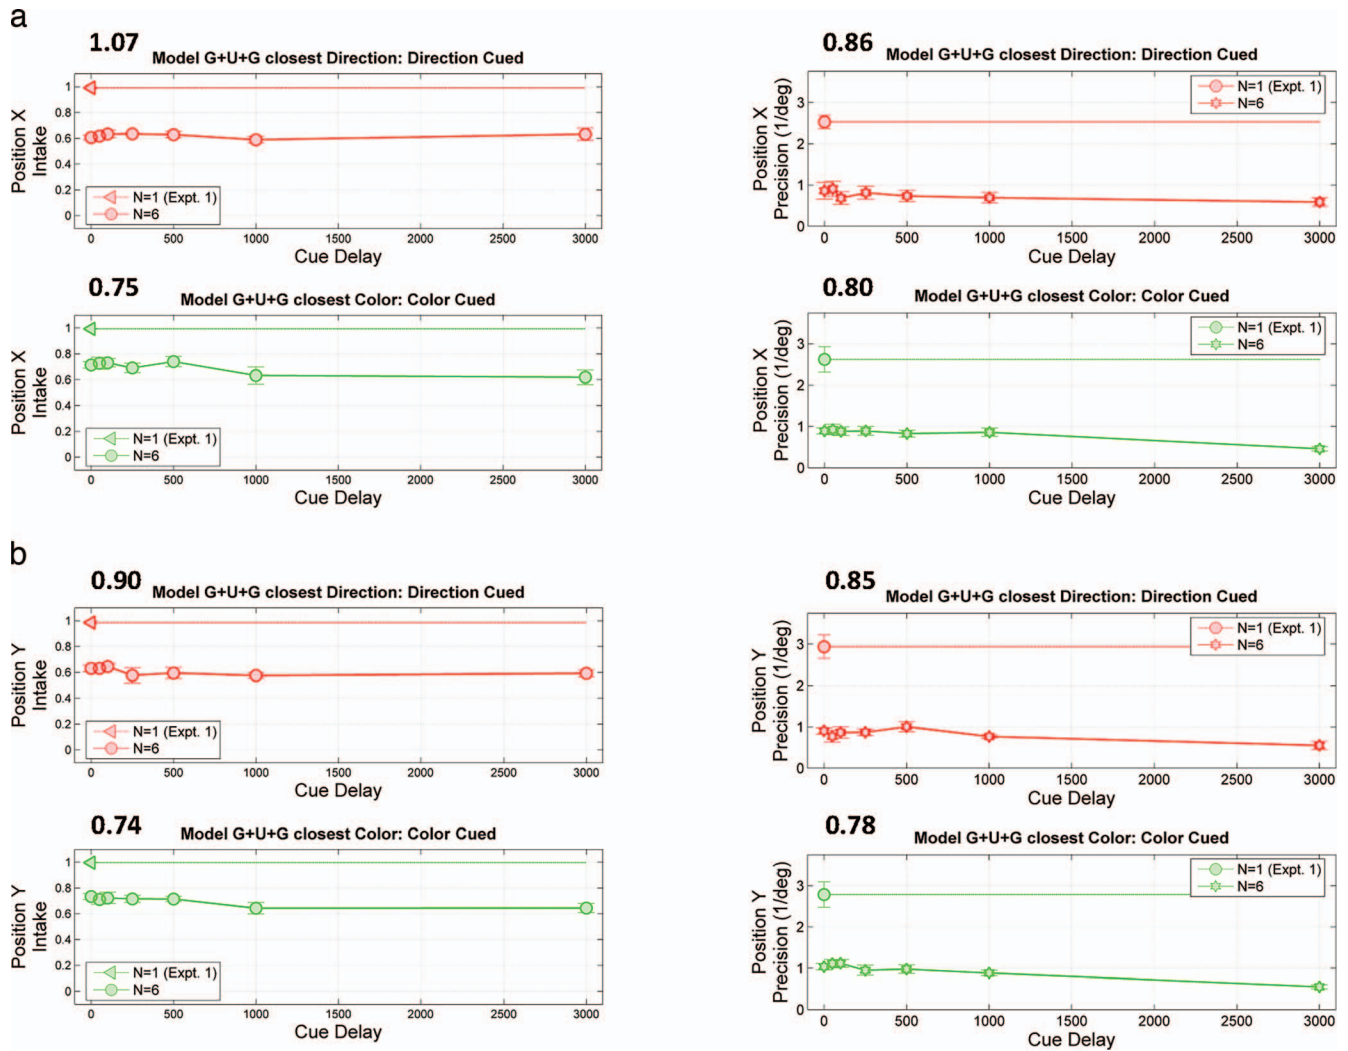 a
1.07
Model G+U+G closest Direction: Direction Cued
Position X
Intake
1
0.8
0.6
0.4
0.2
0
N=1 (Expt. 1)
N=6
0 500 1000 1500 2000 2500 3000
Cue Delay
0.86
Model G+U+G closest Direction: Direction Cued
Position X
Precision (1/deg)
3
2
1
0
N=1 (Expt. 1)
N=6
0 500 1000 1500 2000 2500 3000
Cue Delay
0.75
Model G+U+G closest Color: Color Cued
Position X
Intake
1
0.8
0.6
0.4
0.2
0
N=1 (Expt. 1)
N=6
0 500 1000 1500 2000 2500 3000
Cue Delay
0.80
Model G+U+G closest Color: Color Cued
Position X
Precision (1/deg)
3
2
1
0
N=1 (Expt. 1)
N=6
0 500 1000 1500 2000 2500 3000
Cue Delay
b
0.90
Model G+U+G closest Direction: Direction Cued
Position Y
Intake
1
0.8
0.6
0.4
0.2
0
N=1 (Expt. 1)
N=6
0 500 1000 1500 2000 2500 3000
Cue Delay
0.85
Model G+U+G closest Direction: Direction Cued
Position Y
Precision (1/deg)
3
2
1
0
N=1 (Expt. 1)
N=6
0 500 1000 1500 2000 2500 3000
Cue Delay
0.74
Model G+U+G closest Color: Color Cued
Position Y
Intake
1
0.8
0.6
0.4
0.2
0
N=1 (Expt. 1)
N=6
0 500 1000 1500 2000 2500 3000
Cue Delay
0.78
Model G+U+G closest Color: Color Cued
Position Y
Precision (1/deg)
3
2
1
0
N=1 (Expt. 1)
N=6
0 500 1000 1500 2000 2500 3000
Cue Delay